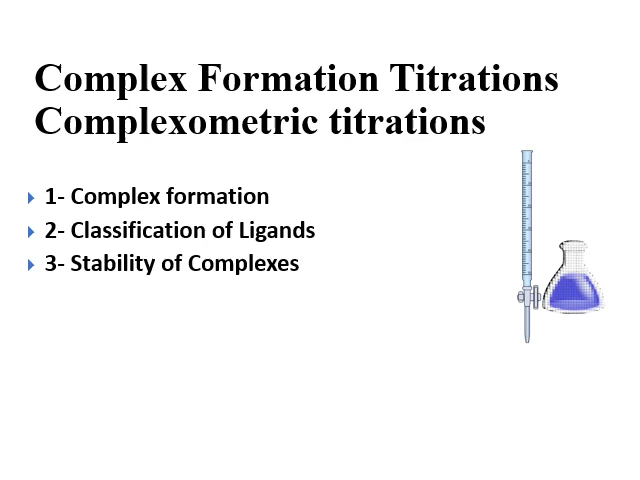 Complex Formation Titrations
Complexometric titrations
1- Complex formation
2- Classification of Ligands
3- Stability of Complexes